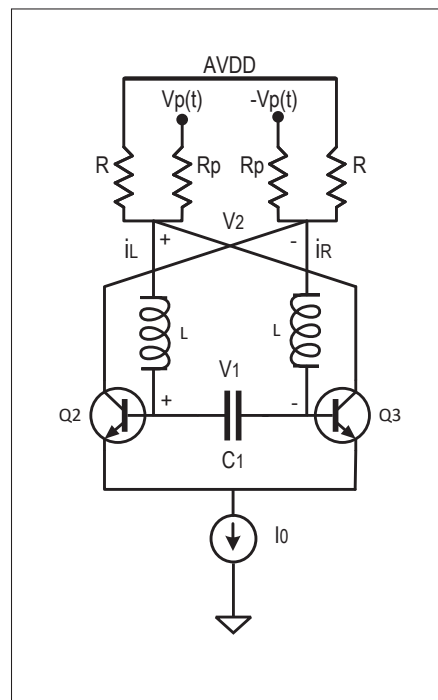 AVDD
Vp(t) -Vp(t)
R Rp Rp R
V2
iL + - iR
L L
V1
Q2 + - Q3
C1
I0